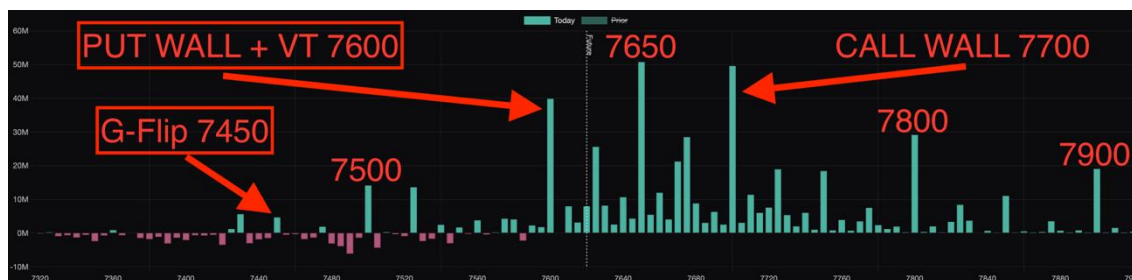 Today Prior
60M
PUT WALL + VT 7600
7650
CALL WALL 7700
Future
50M
40M
30M
G-Flip 7450
7800
20M
7500
7900
10M
0M
-10M
7320 7360 7400 7440 7480 7520 7560 7600 7640 7680 7720 7760 7800 7840 7880